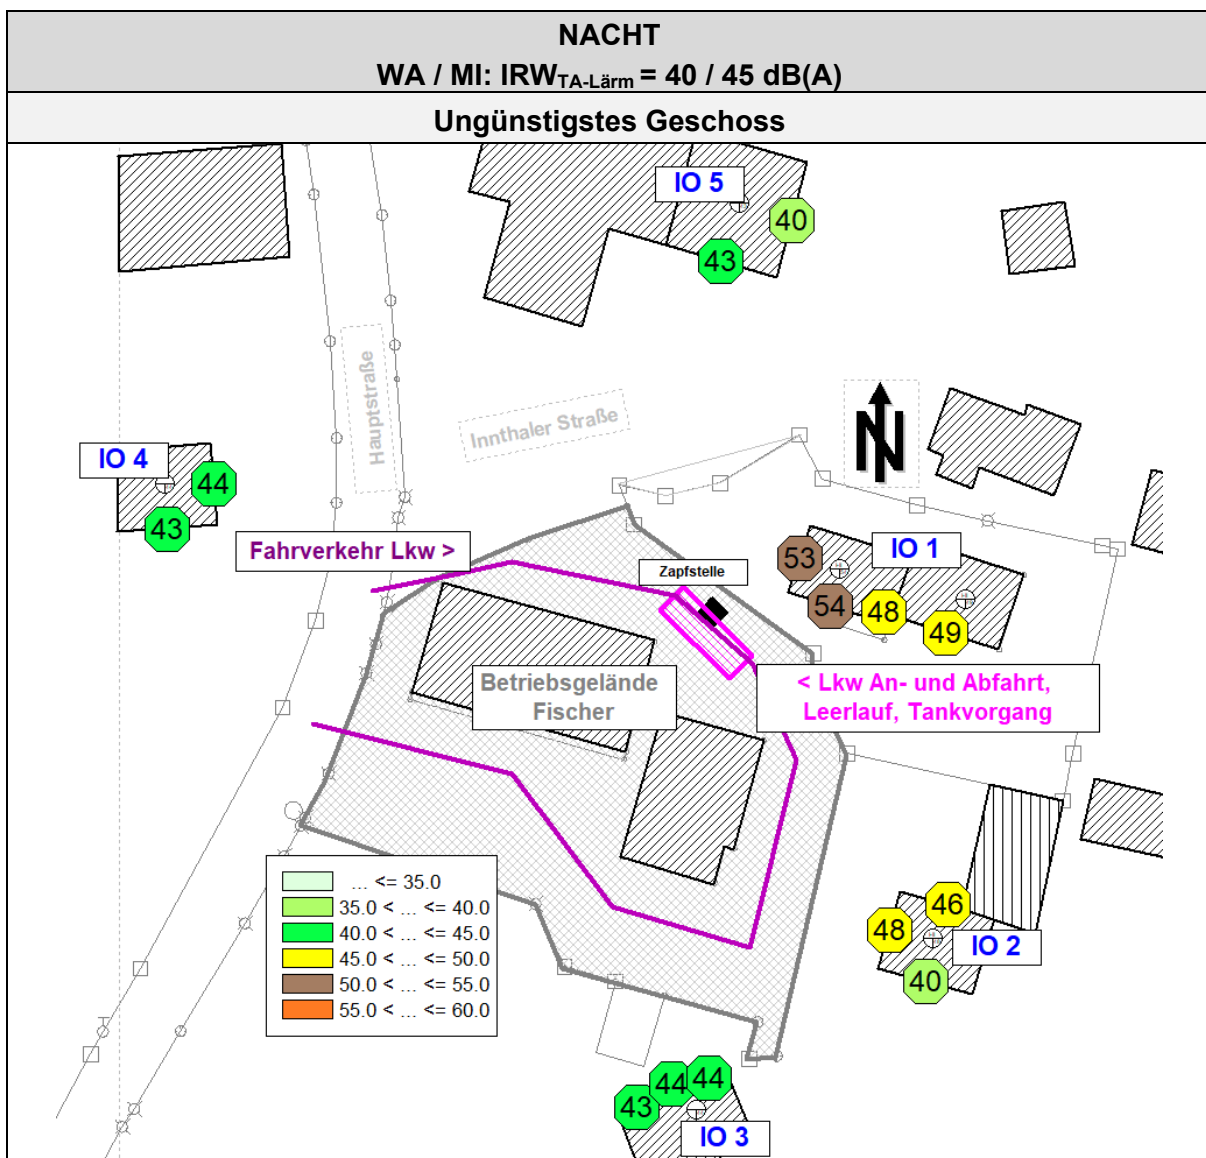 NACHT
WA / MI: IRWTA-Lärm = 40 / 45 dB(A)
Ungünstigstes Geschoss
IO 5
40
43
Hauptstraße
Innthaler Straße
N
IO 4
44
43
Fahrverkehr Lkw >
Zapfstelle
IO 1
53
54
48
49
Betriebsgelände
Fischer
< Lkw An- und Abfahrt,
Leerlauf, Tankvorgang
... <= 35.0
35.0 < ... <= 40.0
40.0 < ... <= 45.0
45.0 < ... <= 50.0
50.0 < ... <= 55.0
55.0 < ... <= 60.0
46
48
IO 2
40
44
44
43
IO 3